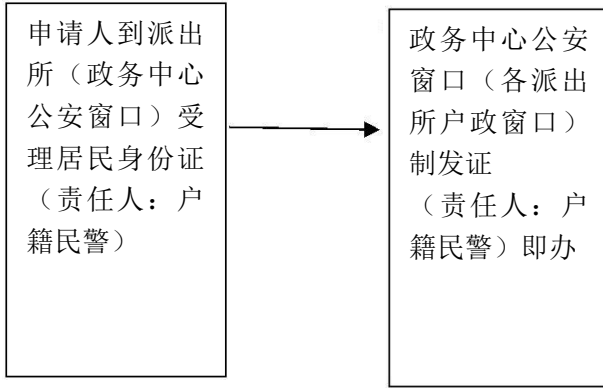 申请人到派出
所（政务中心
公安窗口）受
理居民身份证
（责任人：户
籍民警）
政务中心公安
窗口（各派出
所户政窗口）
制发证
（责任人：户
籍民警）即办